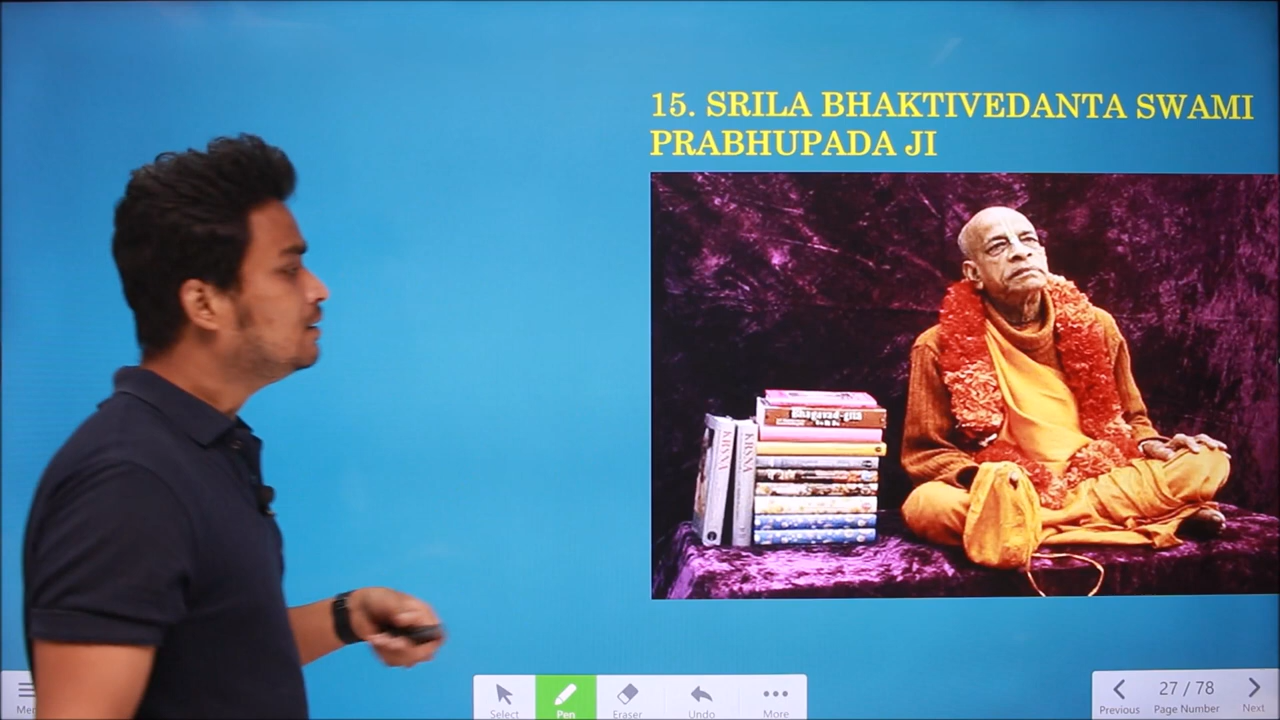 15. SRILA BHAKTIVEDANTA SWAMI
PRABHUPADA JI
Bhagavad-gita
KRSNA
KRSNA
Select
Pen
Eraser
Undo
More
Previous
27 / 78
Page Number
Next